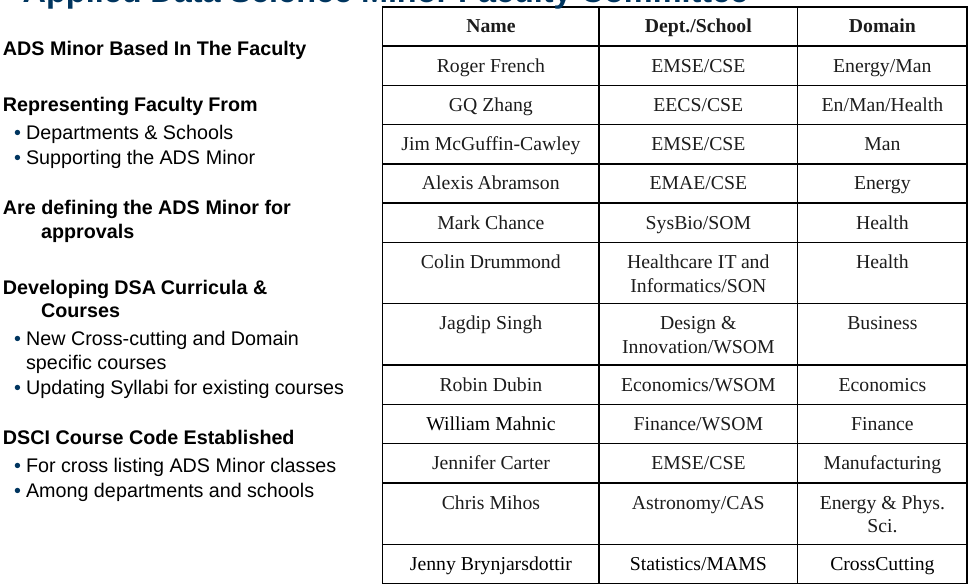 Applied Data Science Minor Faculty Committee
ADS Minor Based In The Faculty
Representing Faculty From
• Departments & Schools
• Supporting the ADS Minor
Are defining the ADS Minor for
approvals
Developing DSA Curricula &
Courses
• New Cross-cutting and Domain
specific courses
• Updating Syllabi for existing courses
DSCI Course Code Established
• For cross listing ADS Minor classes
• Among departments and schools
Name Dept./School Domain
Roger French EMSE/CSE Energy/Man
GQ Zhang EECS/CSE En/Man/Health
Jim McGuffin-Cawley EMSE/CSE Man
Alexis Abramson EMAE/CSE Energy
Mark Chance SysBio/SOM Health
Colin Drummond Healthcare IT and Health
Informatics/SON
Jagdip Singh Design & Business
Innovation/WSOM
Robin Dubin Economics/WSOM Economics
William Mahnic Finance/WSOM Finance
Jennifer Carter EMSE/CSE Manufacturing
Chris Mihos Astronomy/CAS Energy & Phys.
Sci.
Jenny Brynjarsdottir Statistics/MAMS CrossCutting